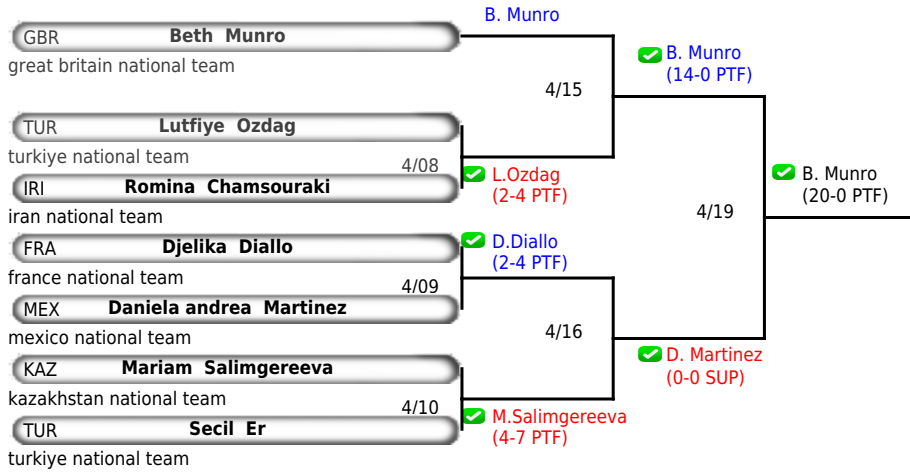 B. Munro
GBR Beth Munro
great britain national team
B. Munro
(14-0 PTF)
4/15
TUR Lutfiye Ozdag
turkiye national team
4/08
L.Ozdag
(2-4 PTF)
IRI Romina Chamsouraki
iran national team
B. Munro
(20-0 PTF)
4/19
FRA Djelika Diallo
france national team
D.Diallo
(2-4 PTF)
4/09
MEX Daniela andrea Martinez
mexico national team
4/16
D. Martinez
(0-0 SUP)
KAZ Mariam Salimgereeva
kazakhstan national team
4/10
M.Salimgereeva
(4-7 PTF)
TUR Secil Er
turkiye national team